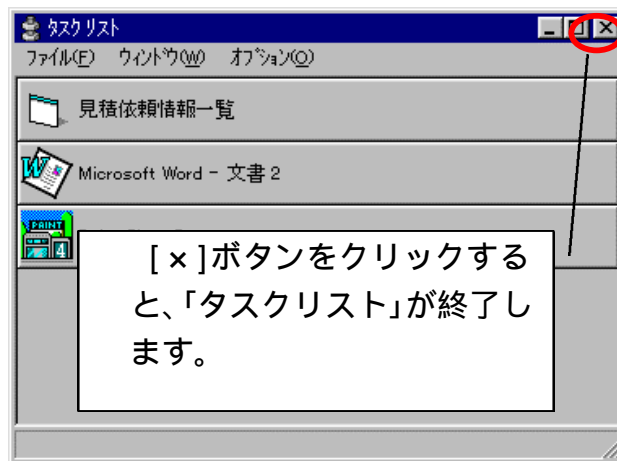 タスクリスト
ファイル(F) ウィンドウ(W) オプション(O)
見積依頼情報一覧
Microsoft Word - 文書 2
PAINT
4
[×]ボタンをクリックする
と、「タスクリスト」が終了し
ます。